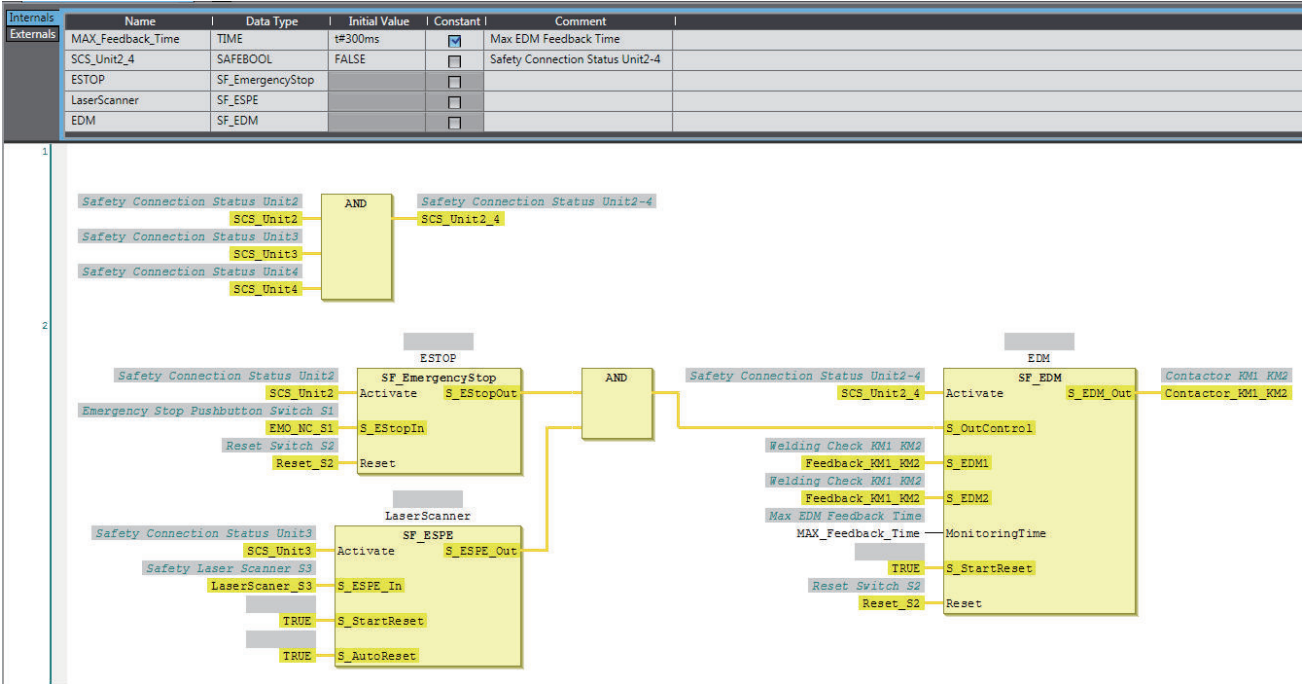 Internals
Externals
Name Data Type Initial Value Constant Comment
MAX_Feedback_Time TIME t#300ms Max EDM Feedback Time
SCS_Unit2_4 SAFEBOOL FALSE Safety Connection Status Unit2-4
ESTOP SF_EmergencyStop
LaserScanner SF_ESPE
EDM SF_EDM
1
Safety Connection Status Unit2 AND Safety Connection Status Unit2-4
SCS_Unit2 SCS_Unit2_4
Safety Connection Status Unit3
SCS_Unit3
Safety Connection Status Unit4
SCS_Unit4
2
ESTOP EDM
Safety Connection Status Unit2 SF_EmergencyStop AND Safety Connection Status Unit2-4 SF_EDM Contactor KM1 KM2
SCS_Unit2 Activate S_EStopOut SCS_Unit2_4 Activate S_EDM_Out Contactor_KM1_KM2
Emergency Stop Pushbutton Switch S1
EMO_NC_S1 S_EStopIn S_OutControl
Reset Switch S2 Welding Check KM1 KM2
Reset_S2 Reset Feedback_KM1_KM2 S_EDM1
Welding Check KM1 KM2
Feedback_KM1_KM2 S_EDM2
LaserScanner Max EDM Feedback Time
Safety Connection Status Unit3 SF_ESPE MAX_Feedback_Time MonitoringTime
SCS_Unit3 Activate S_ESPE_Out
Safety Laser Scanner S3 TRUE S_StartReset
LaserScaner_S3 S_ESPE_In Reset Switch S2
Reset_S2 Reset
TRUE S_StartReset
TRUE S_AutoReset